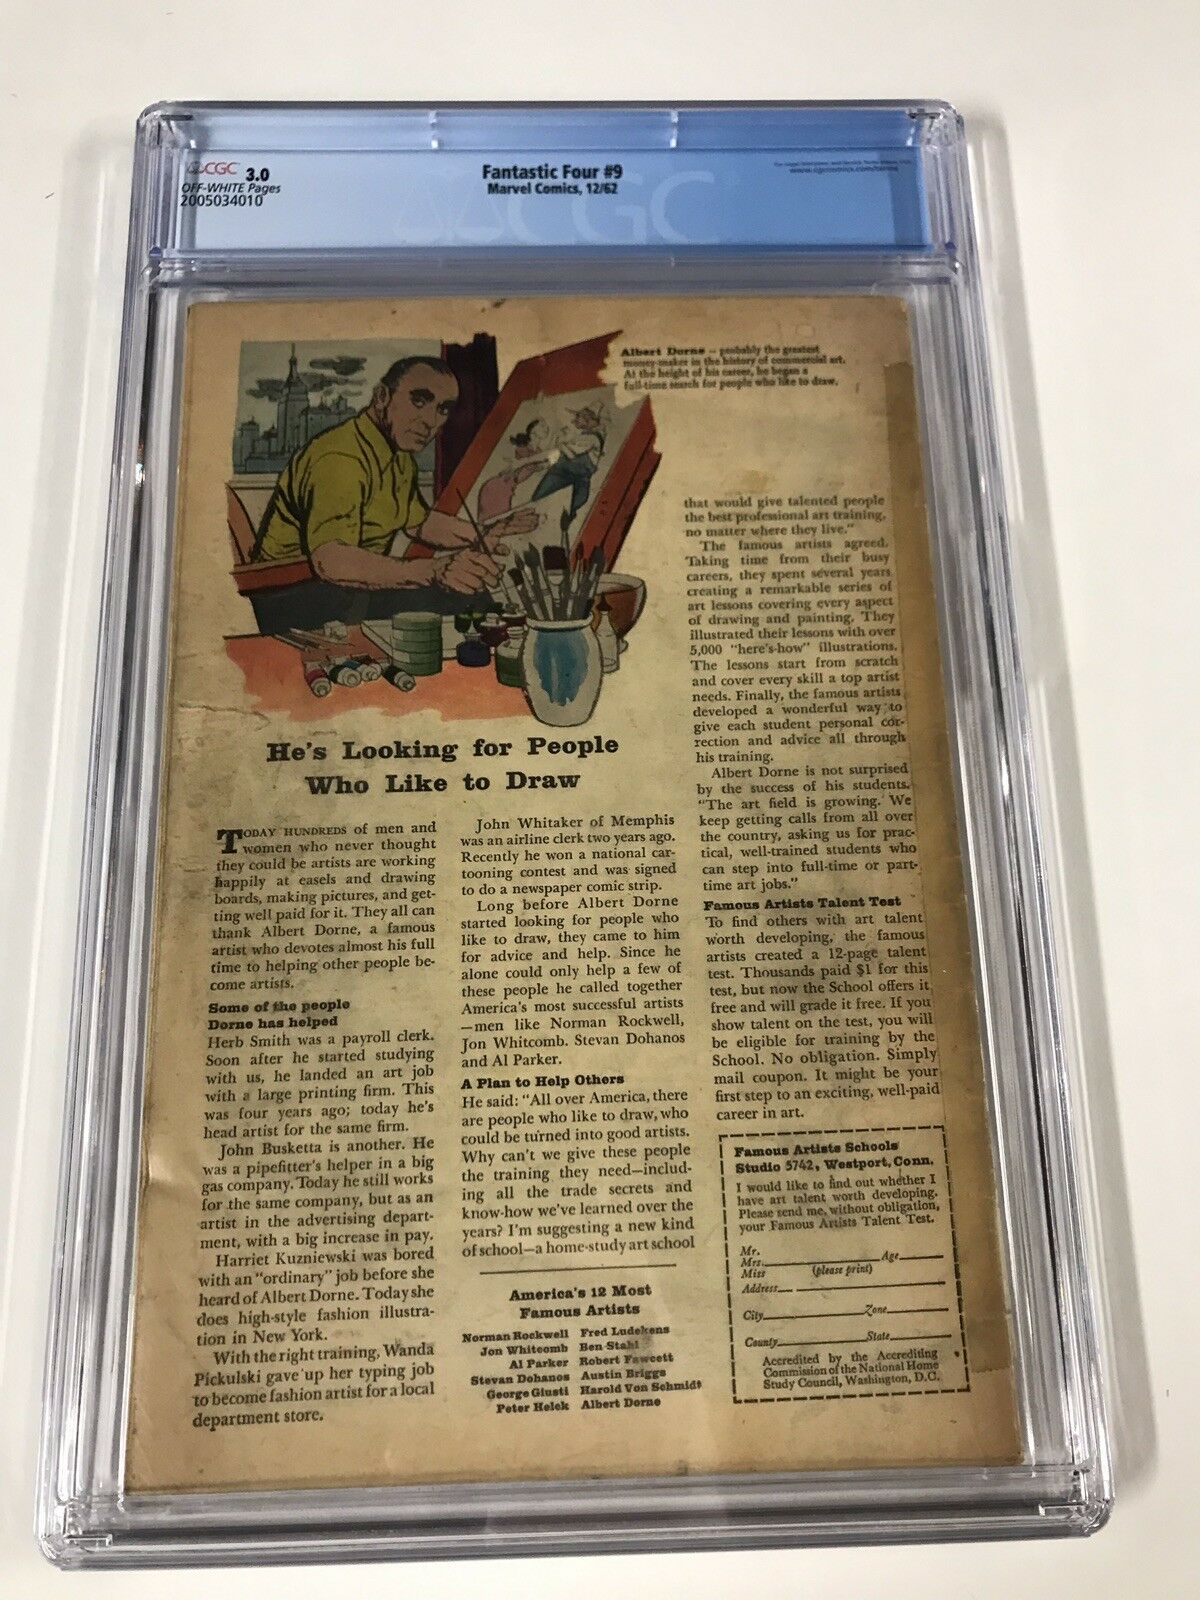 CGC 3.0
OFF-WHITE Pages
2005034010
Fantastic Four #9
Marvel Comics, 12/62
CGC
Albert Dorne — probably the greatest
money-maker in the history of commercial art.
At the height of his career, he began a
full-time search for people who like to draw.
He's Looking for People
Who Like to Draw
TODAY HUNDREDS of men and
women who never thought
they could be artists are working
happily at easels and drawing
boards, making pictures, and get-
ting well paid for it. They all can
thank Albert Dorne, a famous
artist who devotes almost his full
time to helping other people be-
come artists.
Some of the people
Dorne has helped
Herb Smith was a payroll clerk.
Soon after he started studying
with us, he landed an art job
with a large printing firm. This
was four years ago; today he's
head artist for the same firm.
John Busketta is another. He
was a pipefitter's helper in a big
gas company. Today he still works
for the same company, but as an
artist in the advertising depart-
ment, with a big increase in pay.
Harriet Kuzniewski was bored
with an "ordinary" job before she
heard of Albert Dorne. Today she
does high-style fashion illustra-
tion in New York.
With the right training, Wanda
Pickulski gave up her typing job
to become fashion artist for a local
department store.
John Whitaker of Memphis
was an airline clerk two years ago.
Recently he won a national car-
tooning contest and was signed
to do a newspaper comic strip.
Long before Albert Dorne
started looking for people who
like to draw, they came to him
for advice and help. Since he
alone could only help a few of
these people he called together
America's most successful artists
—men like Norman Rockwell,
Jon Whitcomb. Stevan Dohanos
and Al Parker.
A Plan to Help Others
He said: "All over America, there
are people who like to draw, who
could be turned into good artists.
Why can't we give these people
the training they need—includ-
ing all the trade secrets and
know-how we've learned over the
years? I'm suggesting a new kind
of school—a home-study art school
America's 12 Most
Famous Artists
Norman Rockwell Fred Ludekens
Jon Whitcomb Ben Stahl
Al Parker Robert Fawcett
Stevan Dohanos Austin Briggs
George Giusti Harold Von Schmidt
Peter Helck Albert Dorne
that would give talented people
the best professional art training,
no matter where they live."
The famous artists agreed.
Taking time from their busy
careers, they spent several years
creating a remarkable series of
art lessons covering every aspect
of drawing and painting. They
illustrated their lessons with over
5,000 "here's-how" illustrations.
The lessons start from scratch
and cover every skill a top artist
needs. Finally, the famous artists
developed a wonderful way to
give each student personal cor-
rection and advice all through
his training.
Albert Dorne is not surprised
by the success of his students.
"The art field is growing. We
keep getting calls from all over
the country, asking us for prac-
tical, well-trained students who
can step into full-time or part-
time art jobs."
Famous Artists Talent Test
To find others with art talent
worth developing, the famous
artists created a 12-page talent
test. Thousands paid $1 for this
test, but now the School offers it
free and will grade it free. If you
show talent on the test, you will
be eligible for training by the
School. No obligation. Simply
mail coupon. It might be your
first step to an exciting, well-paid
career in art.
Famous Artists Schools
Studio 5742, Westport, Conn.
I would like to find out whether I
have art talent worth developing.
Please send me, without obligation,
your Famous Artists Talent Test.
Mr.
Mrs. Age
Miss (please print)
Address
City Zone
County State
Accredited by the Accrediting
Commission of the National Home
Study Council, Washington, D.C.